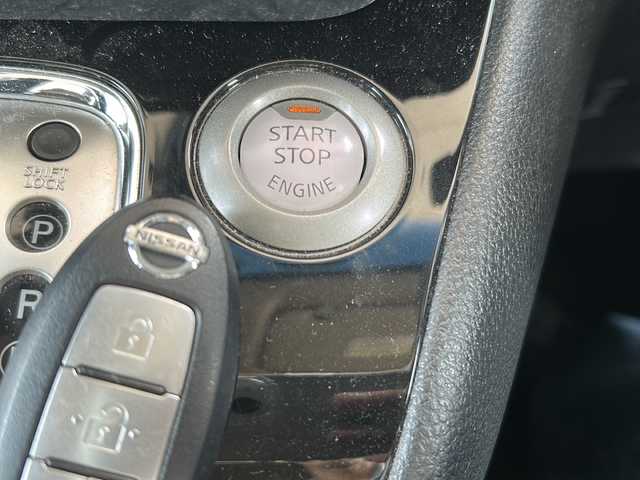 START
STOP
ENGINE
SHIFT
LOCK
P
NISSAN
R